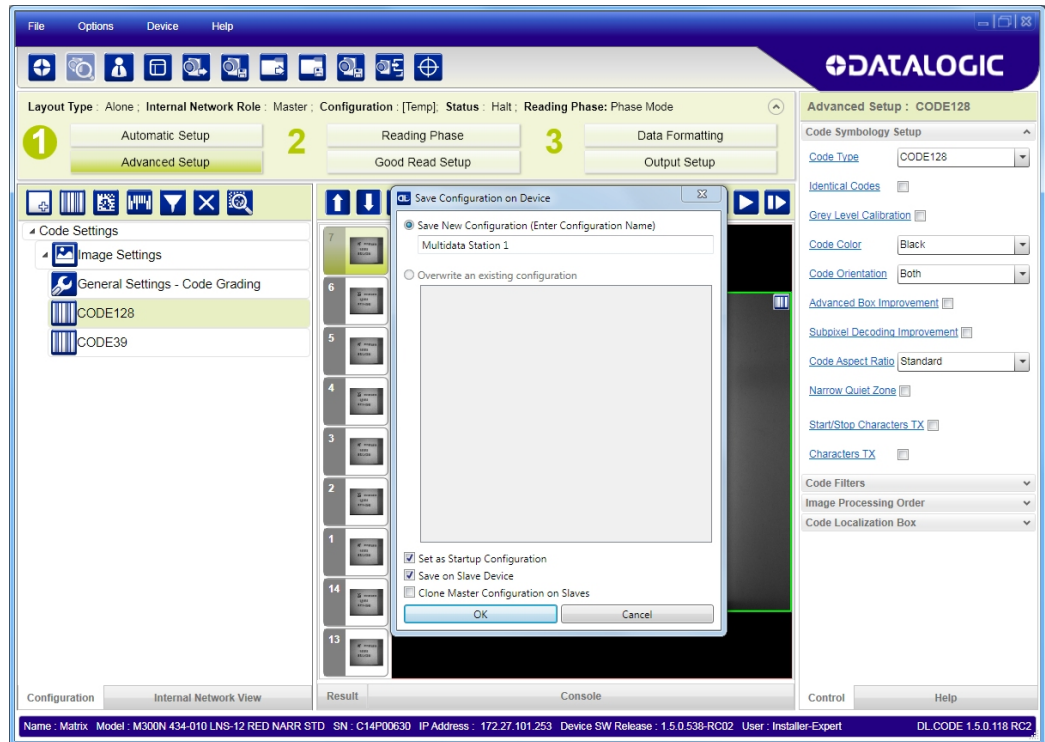 File Options Device Help
DATALOGIC
Layout Type : Alone ; Internal Network Role : Master ; Configuration : [Temp]; Status : Halt ; Reading Phase: Phase Mode
1 Automatic Setup
Advanced Setup
2 Reading Phase
Good Read Setup
3 Data Formatting
Output Setup
Code Settings
Image Settings
General Settings - Code Grading
CODE128
CODE39
Configuration Internal Network View
7
6
5
4
3
2
1
14
13
Result Console
DL Save Configuration on Device
Save New Configuration (Enter Configuration Name)
Multidata Station 1
Overwrite an existing configuration
Set as Startup Configuration
Save on Slave Device
Clone Master Configuration on Slaves
OK Cancel
Advanced Setup : CODE128
Code Symbology Setup
Code Type CODE128
Identical Codes
Grey Level Calibration
Code Color Black
Code Orientation Both
Advanced Box Improvement
Subpixel Decoding Improvement
Code Aspect Ratio Standard
Narrow Quiet Zone
Start/Stop Characters TX
Characters TX
Code Filters
Image Processing Order
Code Localization Box
Control Help
Name : Matrix Model : M300N 434-010 LNS-12 RED NARR STD SN : C14P00630 IP Address : 172.27.101.253 Device SW Release : 1.5.0.538-RC02 User : Installer-Expert DL.CODE 1.5.0.118 RC2